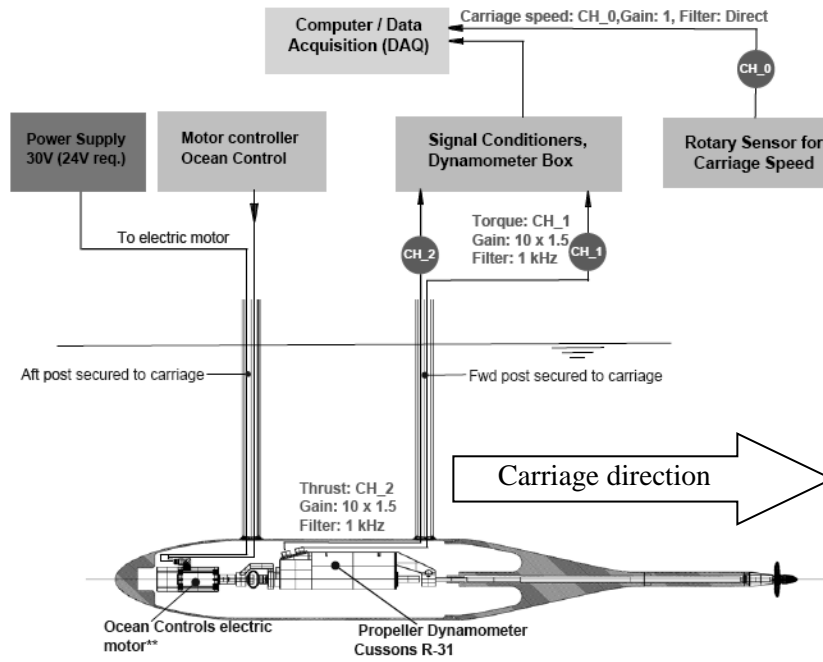 Carriage speed: CH_0,Gain: 1, Filter: Direct
Computer / Data
Acquisition (DAQ)
CH_0
Power Supply
30V (24V req.)
Motor controller
Ocean Control
Signal Conditioners,
Dynamometer Box
Rotary Sensor for
Carriage Speed
To electric motor
Torque: CH_1
Gain: 10 x 1.5
Filter: 1 kHz
CH_2
CH_1
Aft post secured to carriage
Fwd post secured to carriage
Carriage direction
Thrust: CH_2
Gain: 10 x 1.5
Filter: 1 kHz
Ocean Controls electric
motor**
Propeller Dynamometer
Cussons R-31